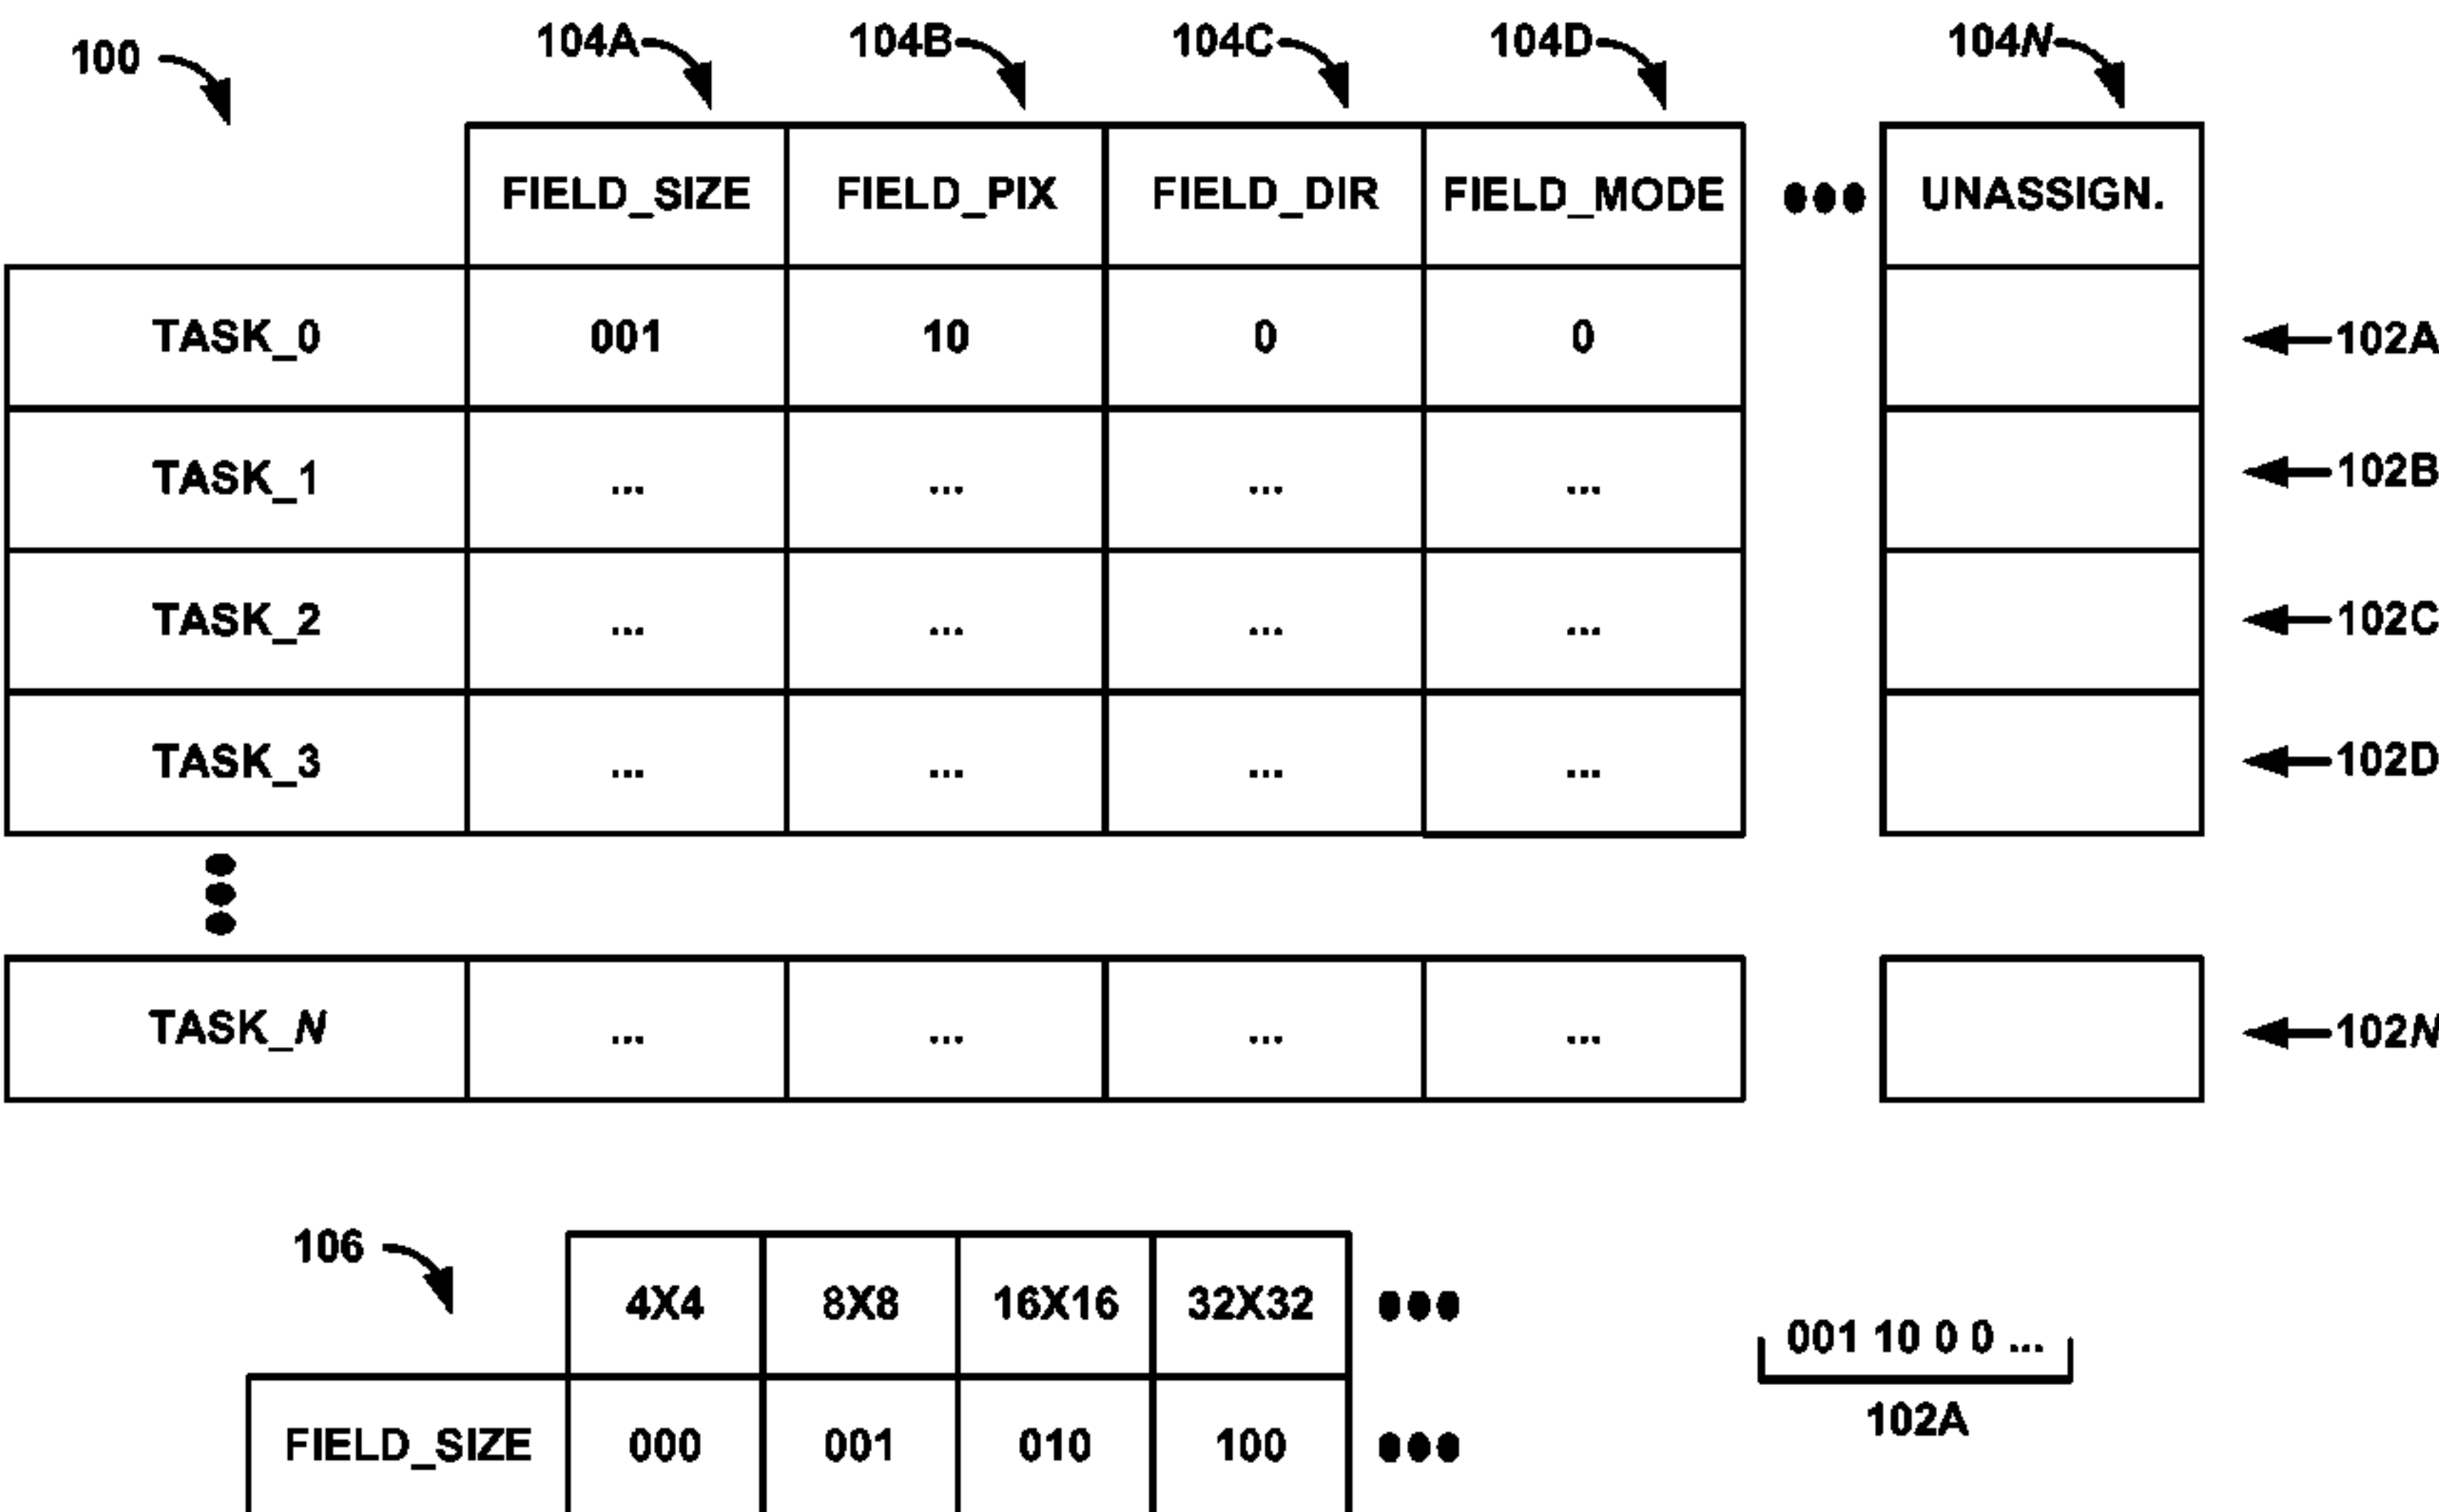 100 104A 104B 104C 104D 104N
FIELD_SIZE FIELD_PIX FIELD_DIR FIELD_MODE ●●● UNASSIGN.
TASK_0 001 10 0 0 102A
TASK_1 ... ... ... ... 102B
TASK_2 ... ... ... ... 102C
TASK_3 ... ... ... ... 102D
TASK_N ... ... ... ... 102N
106
4X4 8X8 16X16 32X32 ●●●
001 10 0 0 ...
102A
FIELD_SIZE 000 001 010 100 ●●●